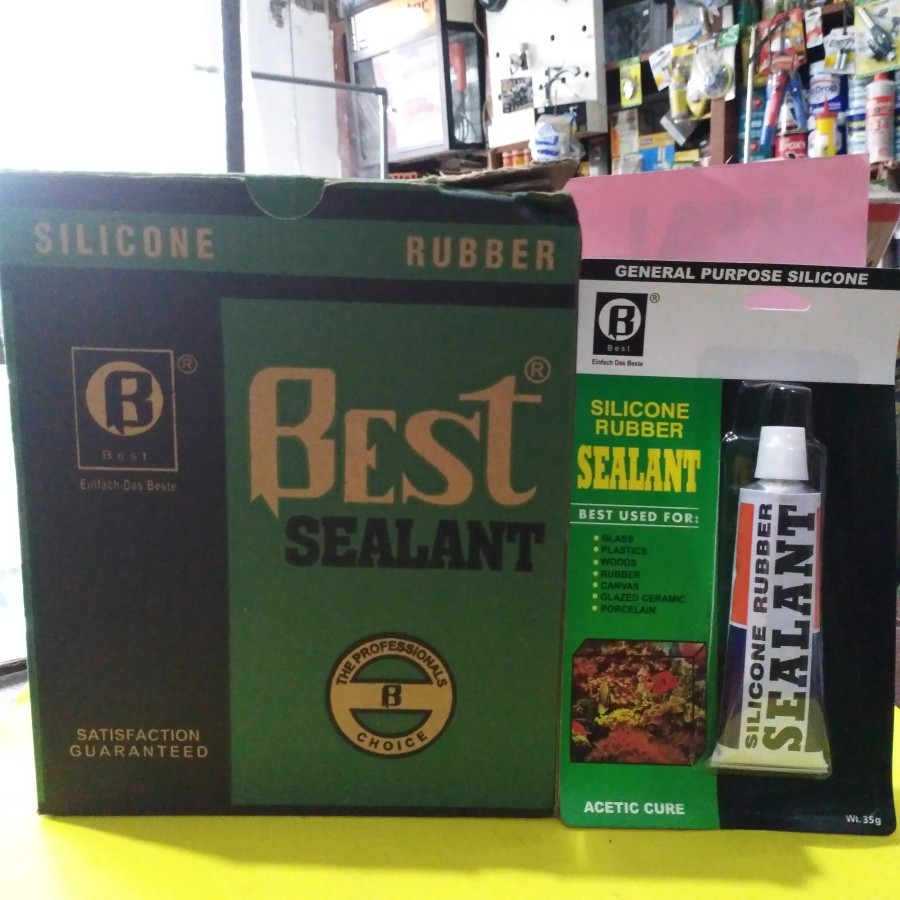 SILICONE RUBBER
B
®
Best
Einfach Das Beste
BEST®
SEALANT
THE PROFESSIONALS
B
CHOICE
SATISFACTION
GUARANTEED
GENERAL PURPOSE SILICONE
B
®
Best
Einfach Das Beste
SILICONE
RUBBER
SEALANT
BEST USED FOR:
GLASS
PLASTICS
WOODS
RUBBER
CANVAS
GLAZED CERAMIC
PORCELAIN
SILICONE RUBBER
SEALANT
ACETIC CURE
Wt. 35g